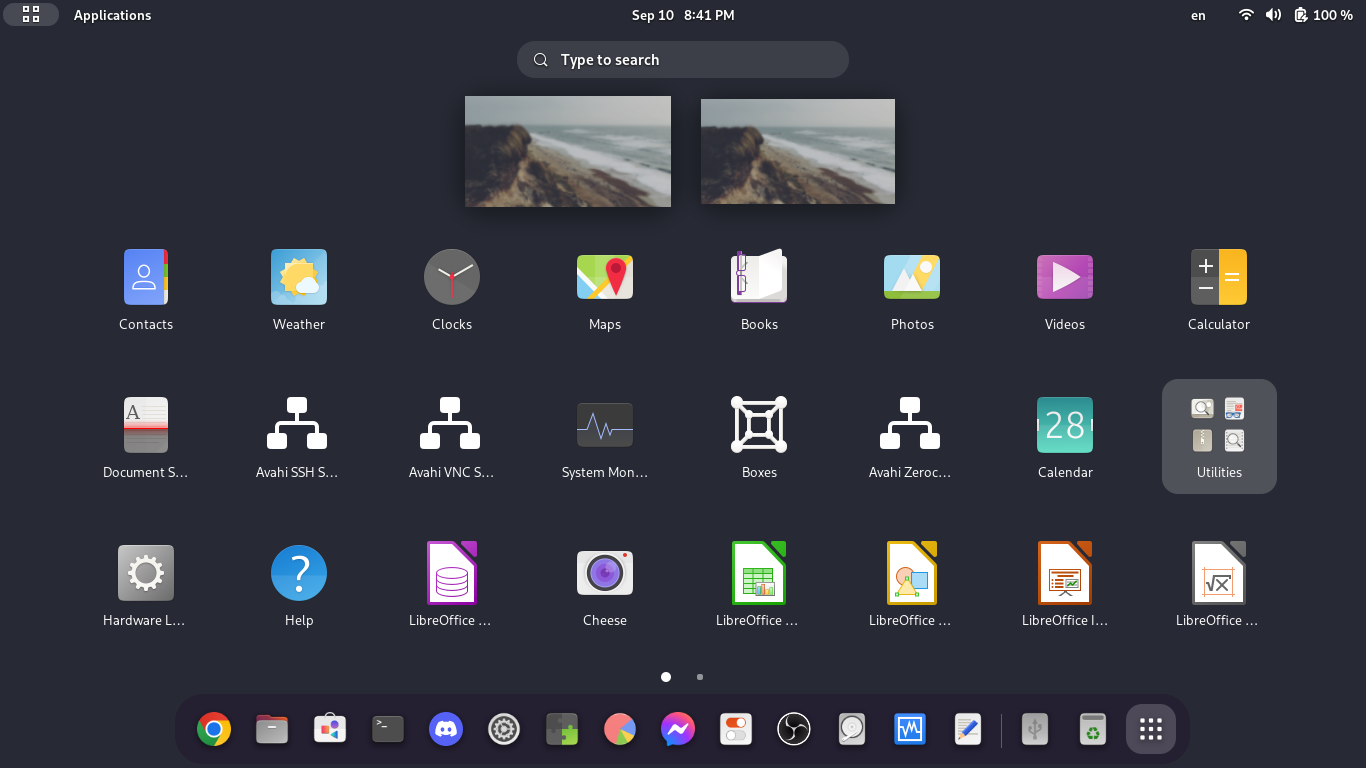 Applications
Sep 10 8:41 PM
en
100 %
Type to search
Contacts
Weather
Clocks
Maps
Books
Photos
Videos
Calculator
A
28
Document S...
Avahi SSH S...
Avahi VNC S...
System Mon...
Boxes
Avahi Zeroc...
Calendar
Utilities
?
√x
Hardware L...
Help
LibreOffice ...
Cheese
LibreOffice ...
LibreOffice ...
LibreOffice I...
LibreOffice ...
>_